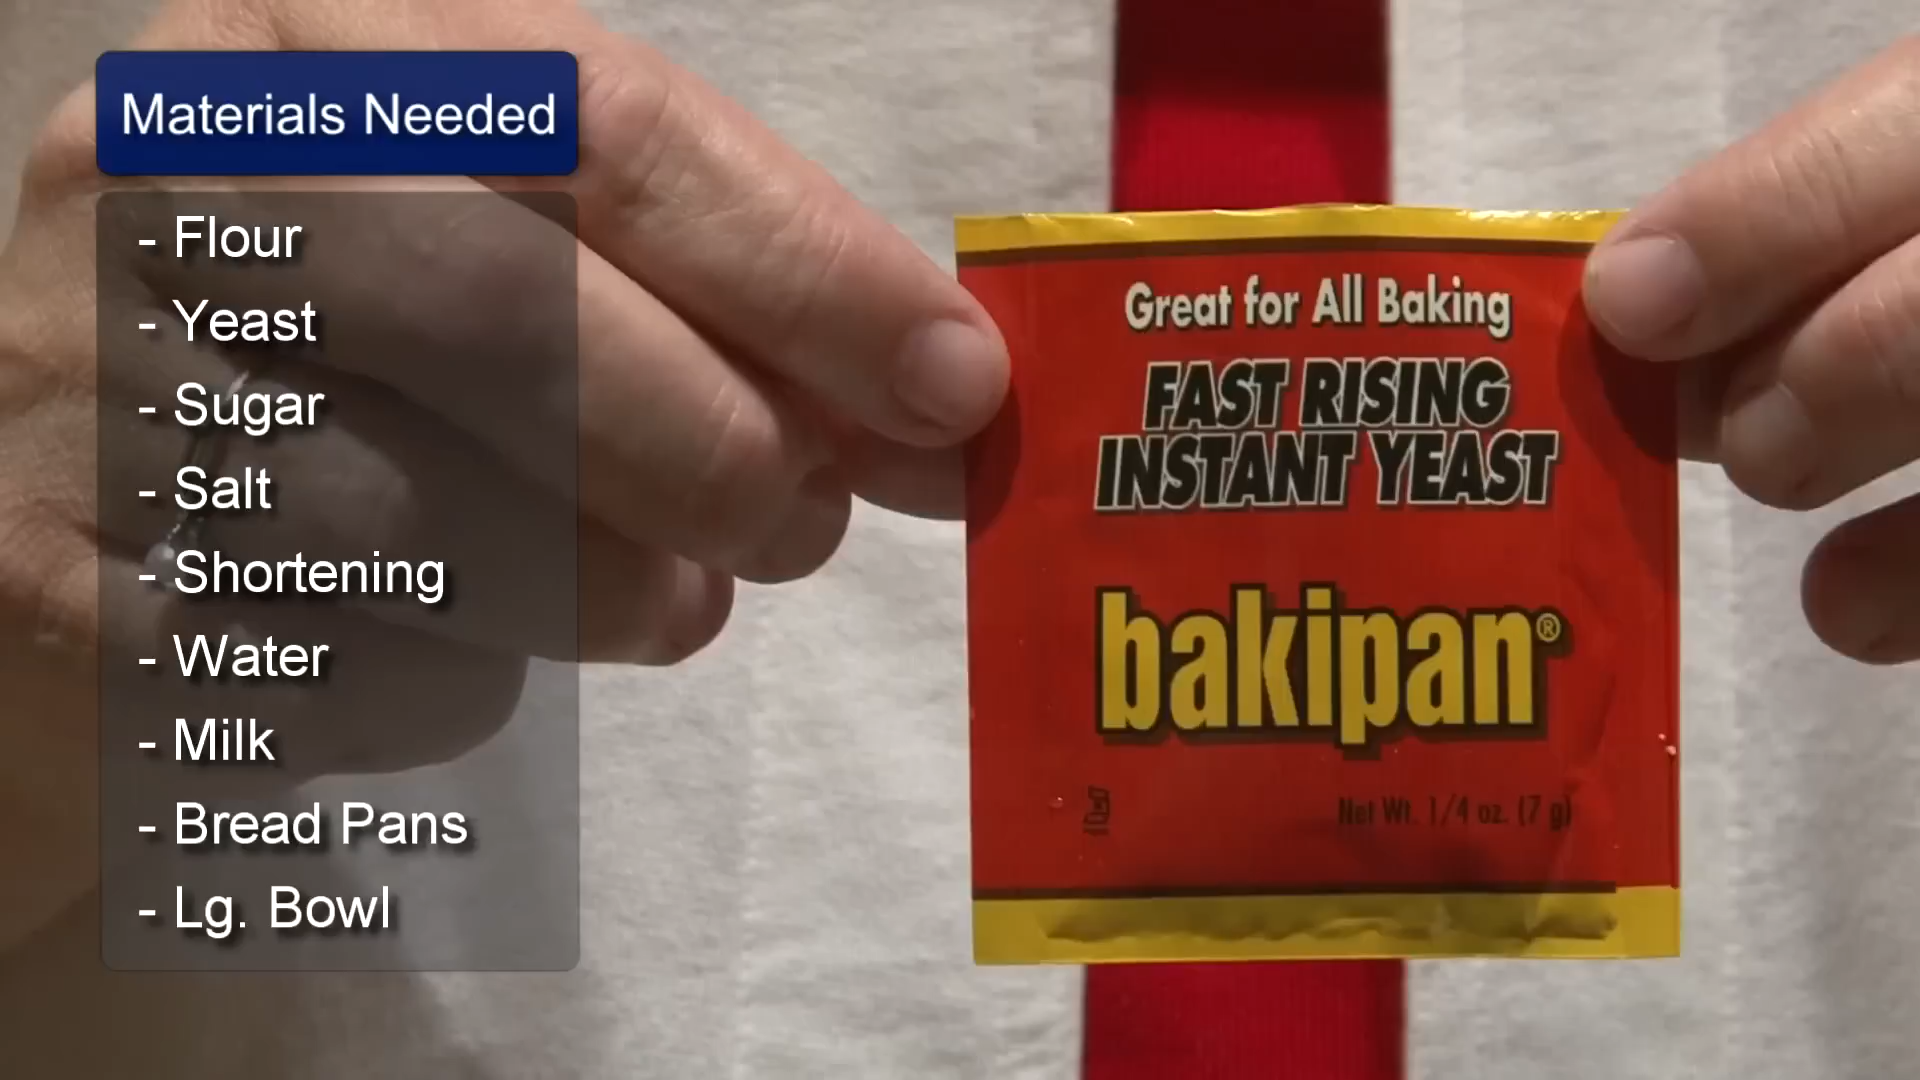 Materials Needed
- Flour
- Yeast
- Sugar
- Salt
- Shortening
- Water
- Milk
- Bread Pans
- Lg. Bowl
Great for All Baking
FAST RISING
INSTANT YEAST
bakipan®
Net Wt. 1/4 oz. (7 g)